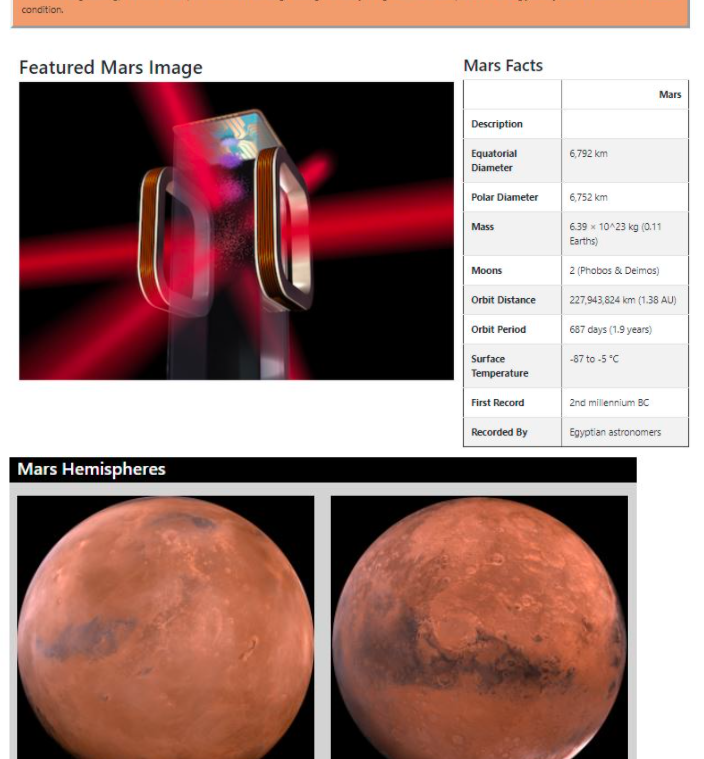 condition.
Featured Mars Image
Mars Facts
Mars
Description
Equatorial
Diameter
6,792 km
Polar Diameter
6,752 km
Mass
6.39 × 10^23 kg (0.11
Earths)
Moons
2 (Phobos & Deimos)
Orbit Distance
227,943,824 km (1.38 AU)
Orbit Period
687 days (1.9 years)
Surface
Temperature
-87 to -5 °C
First Record
2nd millennium BC
Recorded By
Egyptian astronomers
Mars Hemispheres